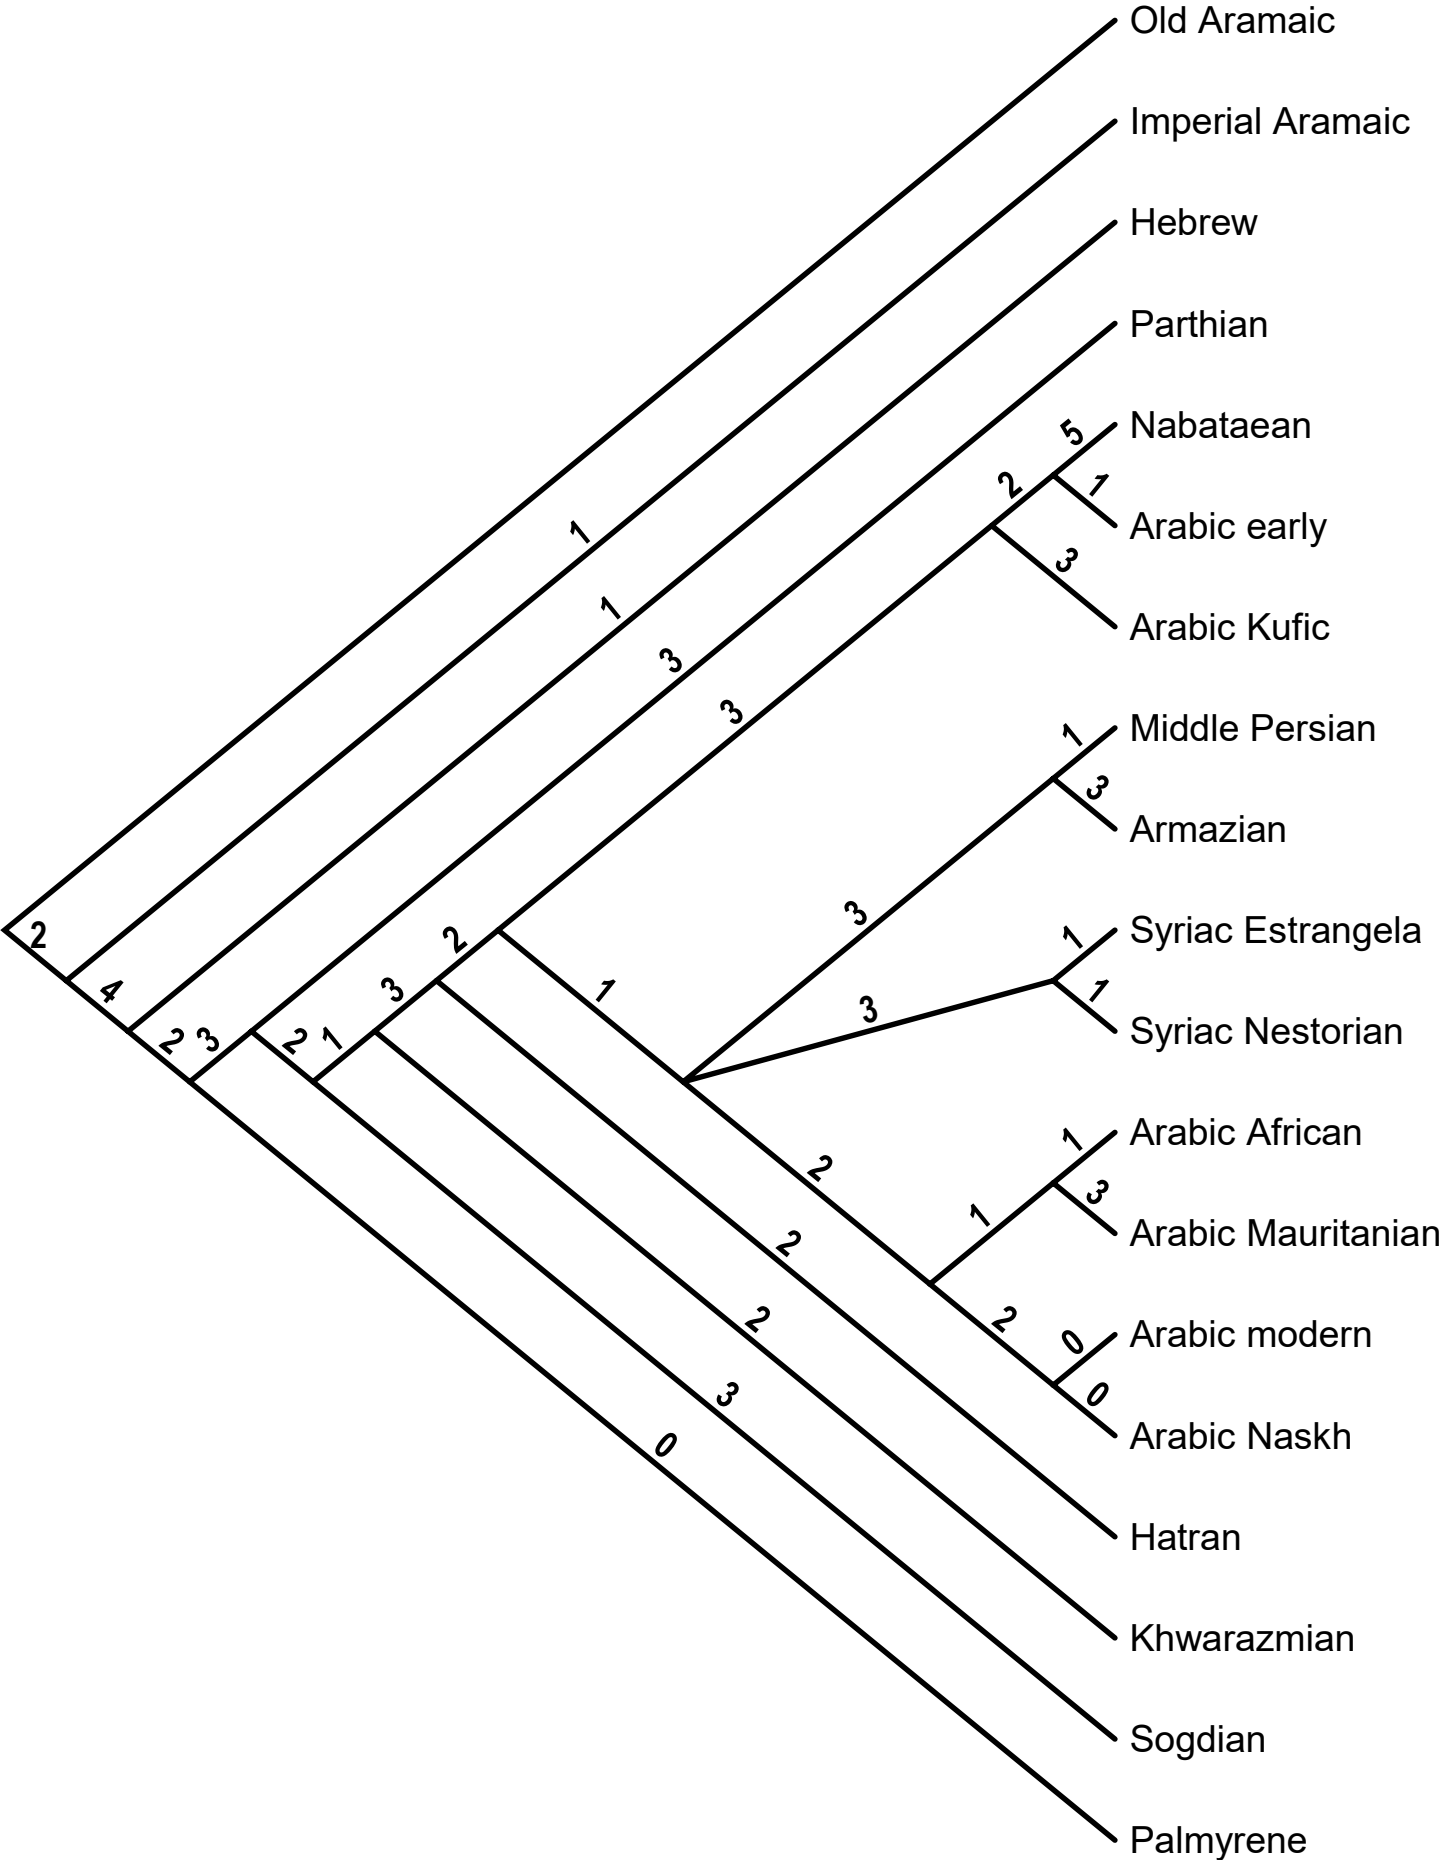 Old Aramaic
Imperial Aramaic
Hebrew
Parthian
5 Nabataean
2 1
Arabic early
1 3
1 Arabic Kufic
3
3 1 Middle Persian
3
Armazian
3
2 2 1 Syriac Estrangela
4 3 1 3 1
2 3 2 1 Syriac Nestorian
1 Arabic African
2 3
1 Arabic Mauritanian
2
2 2 0 Arabic modern
3 0
0 Arabic Naskh
Hatran
Khwarazmian
Sogdian
Palmyrene